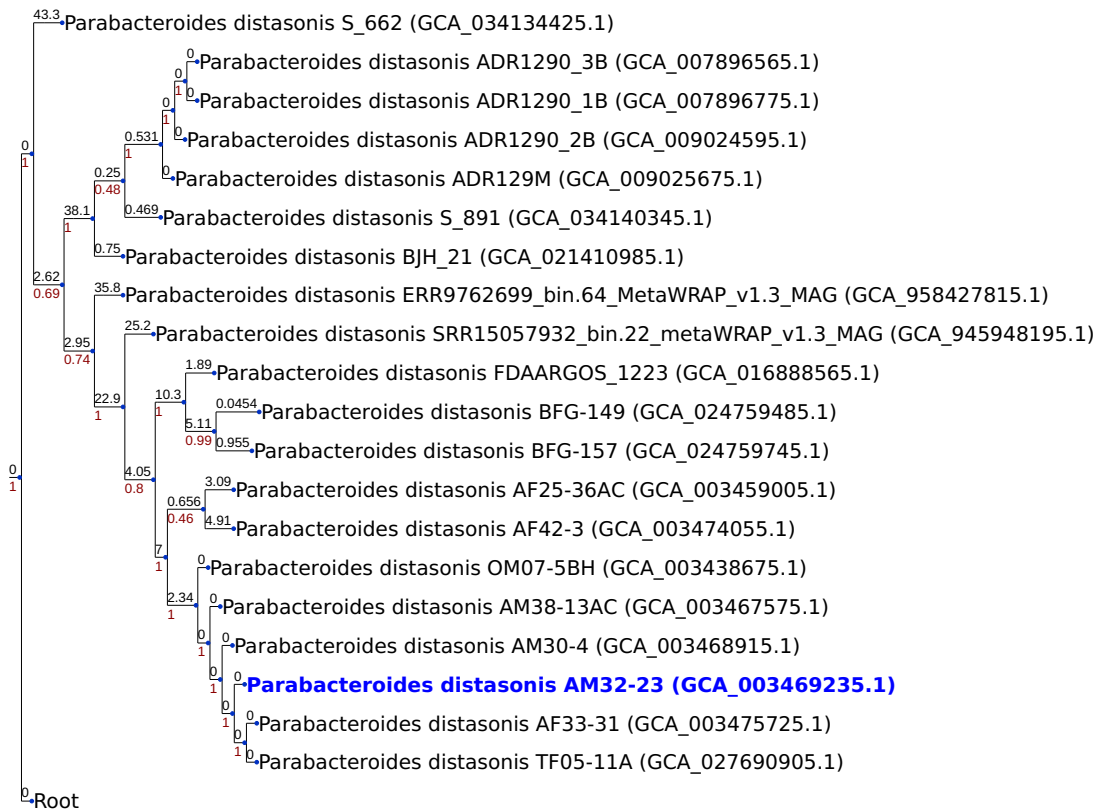 43.3 Parabacteroides distasonis S_662 (GCA_034134425.1)
0 Parabacteroides distasonis ADR1290_3B (GCA_007896565.1)
0
1
0 Parabacteroides distasonis ADR1290_1B (GCA_007896775.1)
0
1
0 Parabacteroides distasonis ADR1290_2B (GCA_009024595.1)
0.531
1
0
1
0 Parabacteroides distasonis ADR129M (GCA_009025675.1)
0.25
0.48
0.469 Parabacteroides distasonis S_891 (GCA_034140345.1)
38.1
1
0.75 Parabacteroides distasonis BJH_21 (GCA_021410985.1)
2.62
0.69
35.8 Parabacteroides distasonis ERR9762699_bin.64_MetaWRAP_v1.3_MAG (GCA_958427815.1)
25.2 Parabacteroides distasonis SRR15057932_bin.22_metaWRAP_v1.3_MAG (GCA_945948195.1)
2.95
0.74
1.89 Parabacteroides distasonis FDAARGOS_1223 (GCA_016888565.1)
22.9
1
10.3
1
0.0454 Parabacteroides distasonis BFG-149 (GCA_024759485.1)
5.11
0.99
0.955 Parabacteroides distasonis BFG-157 (GCA_024759745.1)
0
1
4.05
0.8
3.09 Parabacteroides distasonis AF25-36AC (GCA_003459005.1)
0.656
0.46
4.91 Parabacteroides distasonis AF42-3 (GCA_003474055.1)
7
1
0 Parabacteroides distasonis OM07-5BH (GCA_003438675.1)
2.34
1
0 Parabacteroides distasonis AM38-13AC (GCA_003467575.1)
0
1
0 Parabacteroides distasonis AM30-4 (GCA_003468915.1)
0
1
0 Parabacteroides distasonis AM32-23 (GCA_003469235.1)
0
1
0 Parabacteroides distasonis AF33-31 (GCA_003475725.1)
0
1
0 Parabacteroides distasonis TF05-11A (GCA_027690905.1)
0 Root